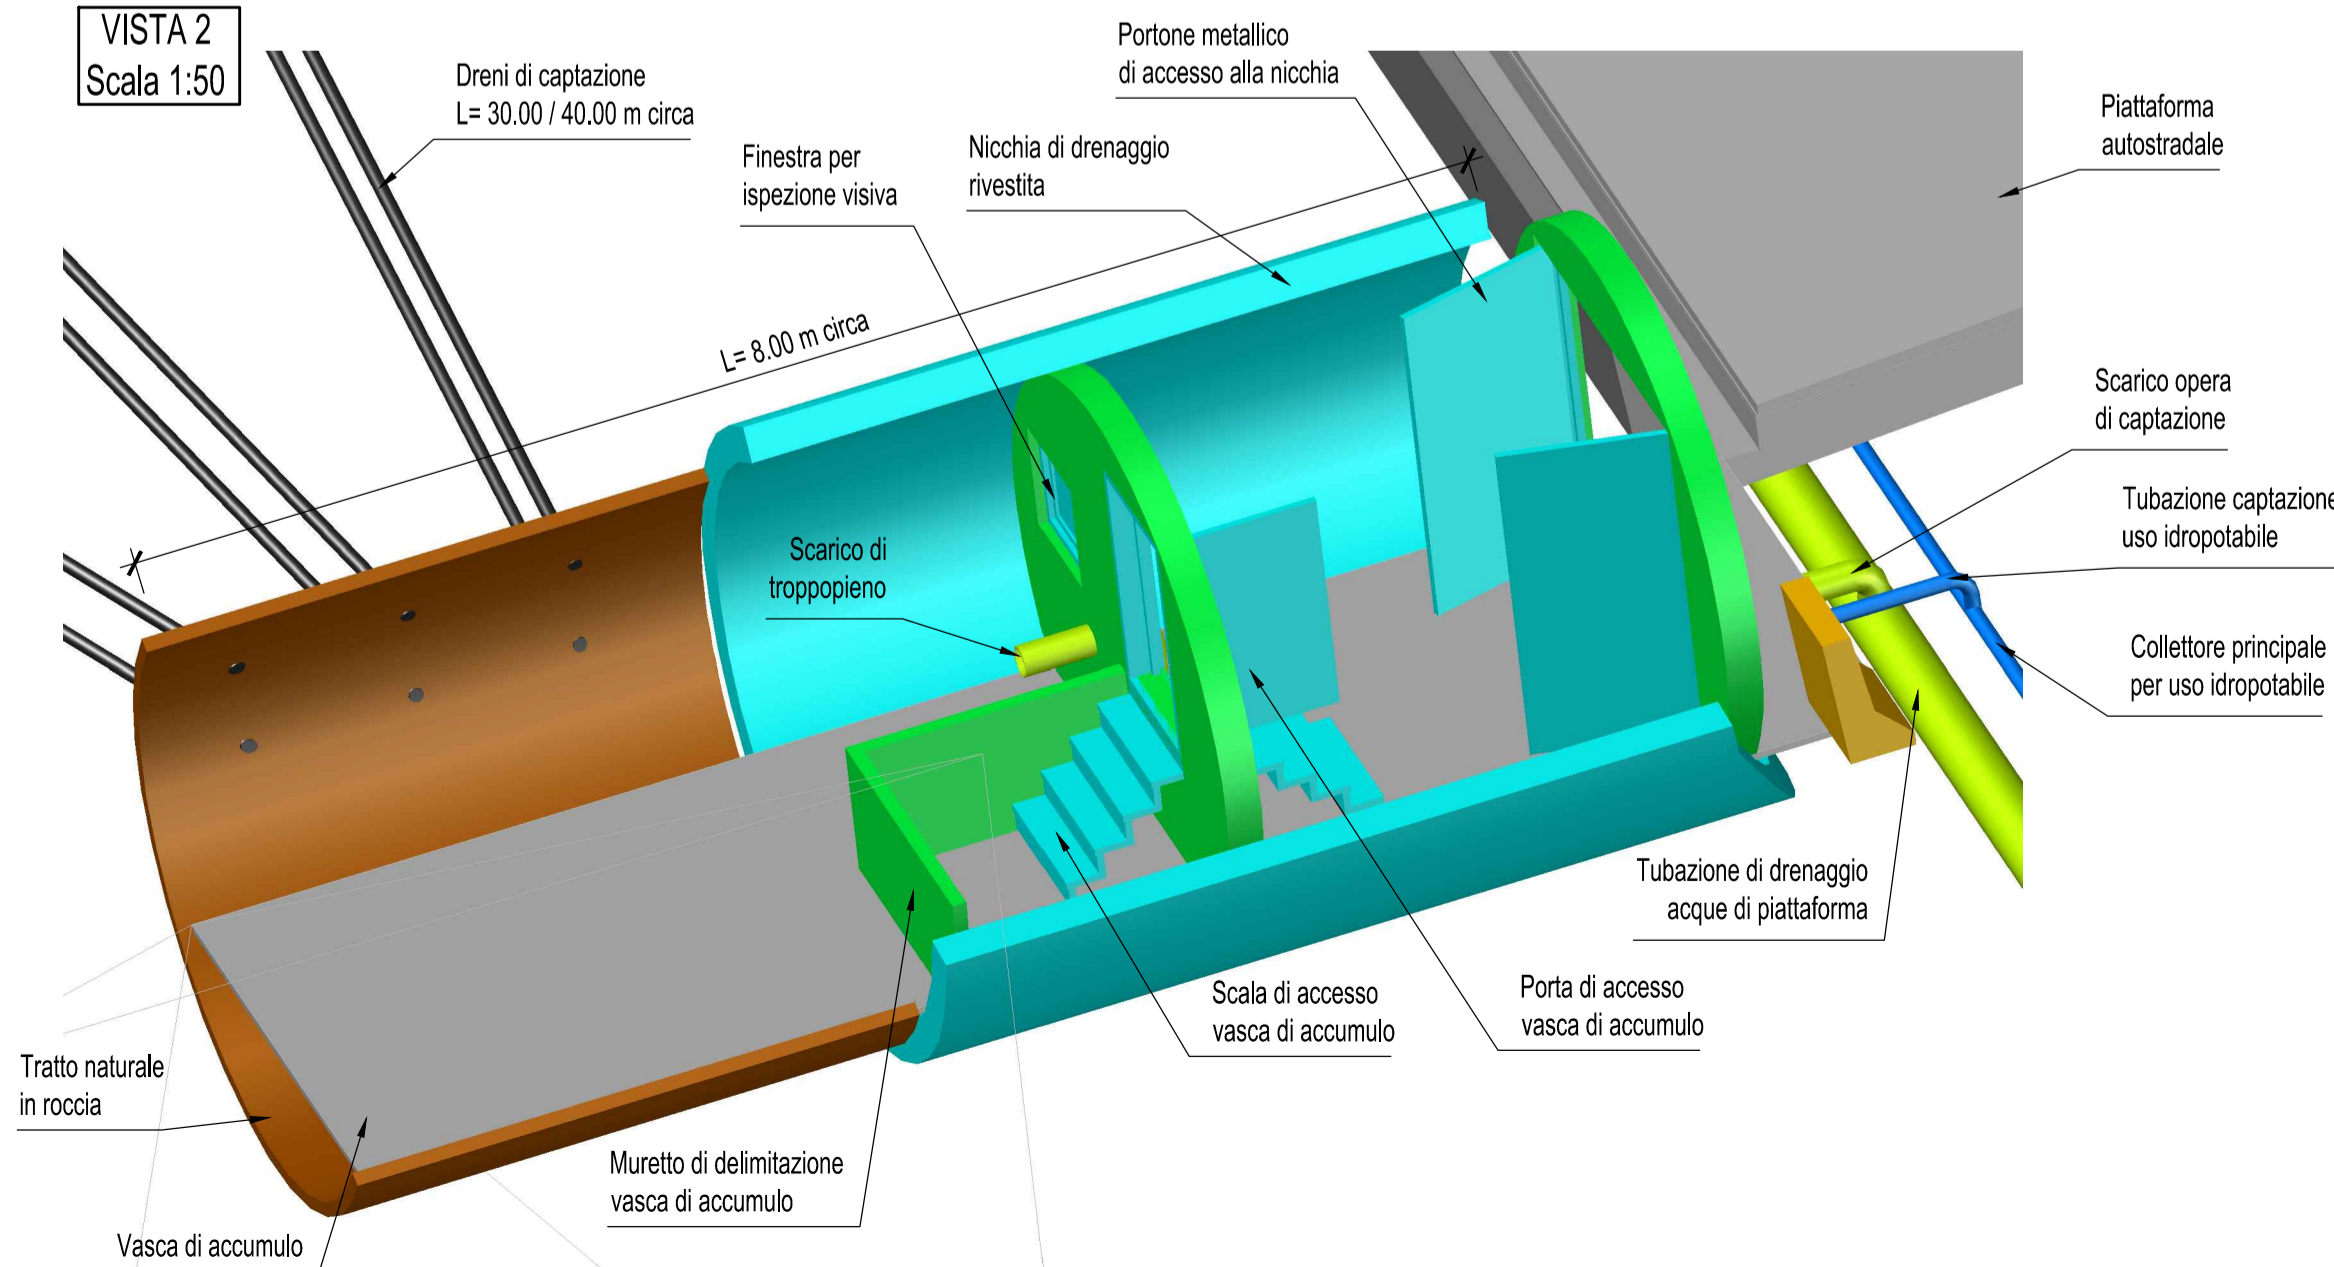 VISTA 2
Scala 1:50
Dreni di captazione
L= 30.00 / 40.00 m circa
Portone metallico
di accesso alla nicchia
Finestra per
ispezione visiva
Nicchia di drenaggio
rivestita
Piattaforma
autostradale
L= 8.00 m circa
Scarico opera
di captazione
Tubazione captazione
uso idropotabile
Scarico di
troppopieno
Collettore principale
per uso idropotabile
Tubazione di drenaggio
acque di piattaforma
Scala di accesso
vasca di accumulo
Porta di accesso
vasca di accumulo
Tratto naturale
in roccia
Muretto di delimitazione
vasca di accumulo
Vasca di accumulo